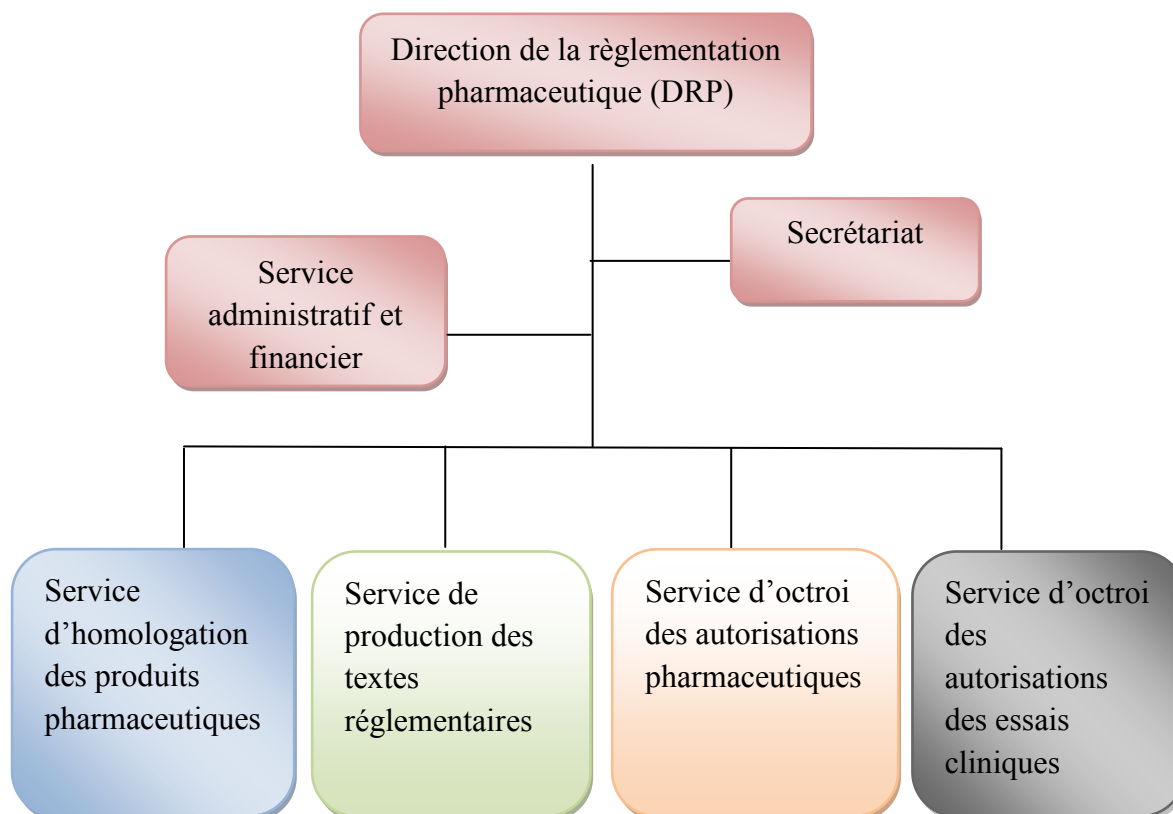 Direction de la règlementation
pharmaceutique (DRP)
Secrétariat
Service
administratif et
financier
Service
d’homologation
des produits
pharmaceutiques
Service de
production des
textes
réglementaires
Service d’octroi
des autorisations
pharmaceutiques
Service d’octroi
des
autorisations
des essais
cliniques